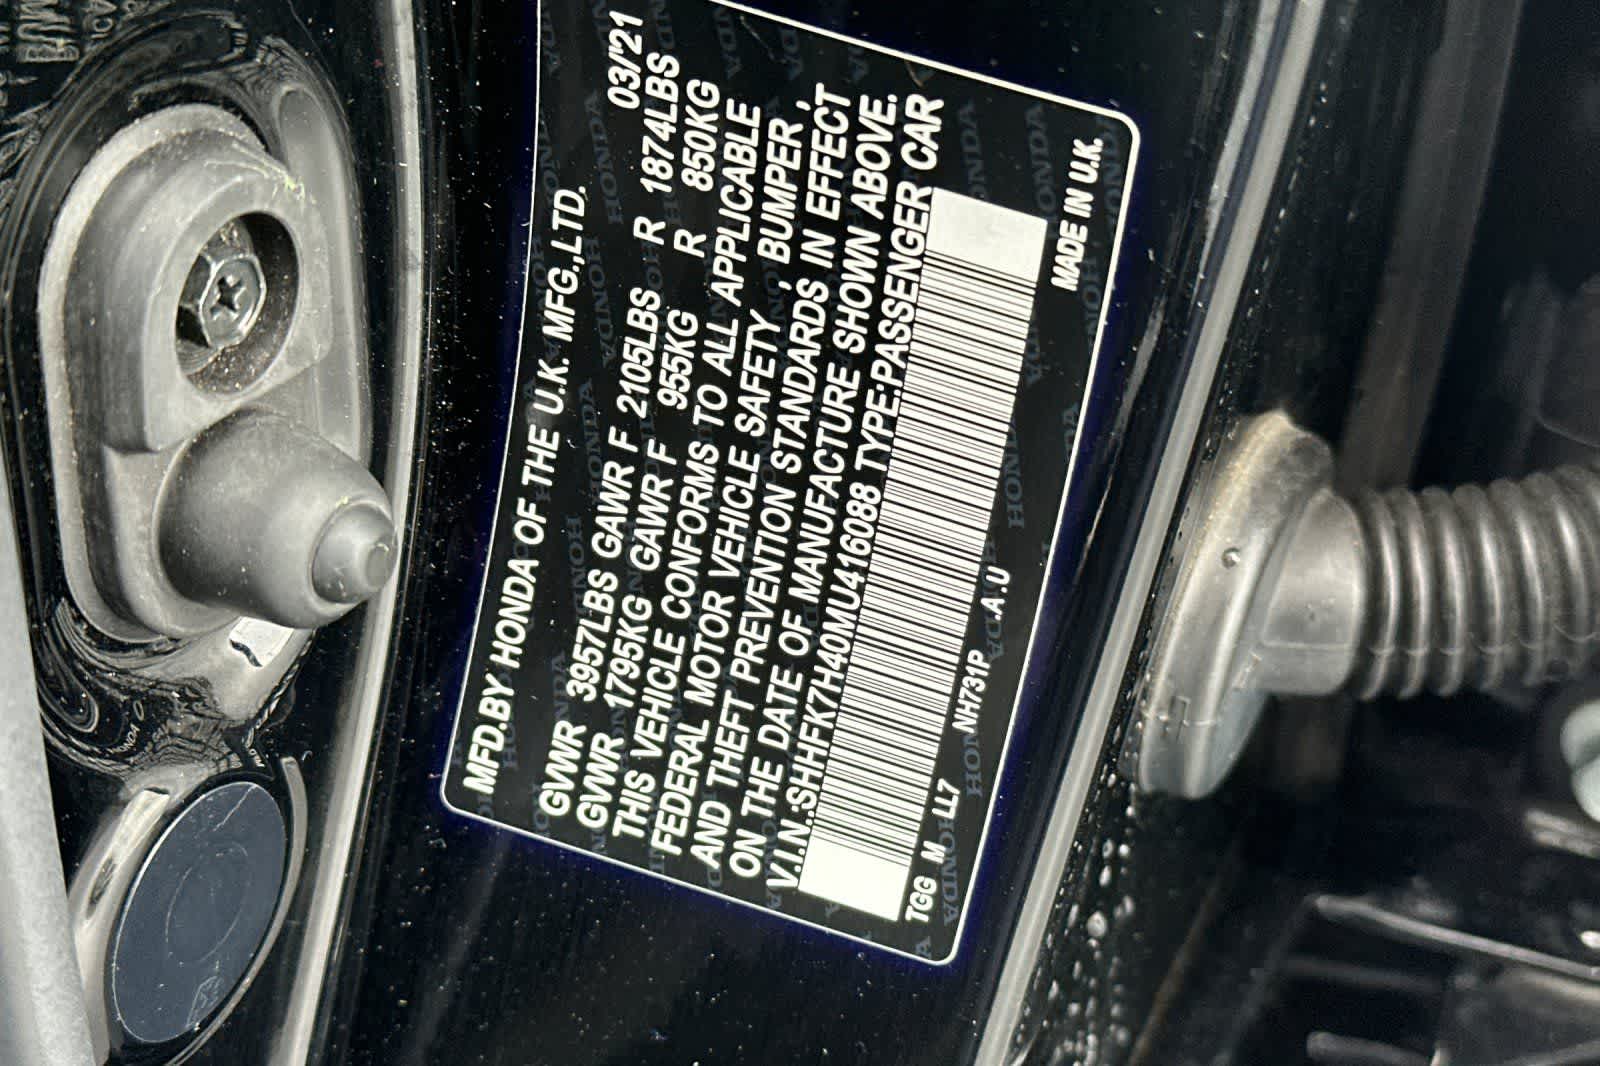 MFD.BY HONDA OF THE U.K. MFG.,LTD. 03/'21
GVWR 3957LBS GAWR F 2105LBS R 1874LBS
GVWR 1795KG GAWR F 955KG R 850KG
THIS VEHICLE CONFORMS TO ALL APPLICABLE
FEDERAL MOTOR VEHICLE SAFETY, BUMPER,
AND THEFT PREVENTION STANDARDS IN EFFECT
ON THE DATE OF MANUFACTURE SHOWN ABOVE.
V.I.N.:SHHFK7H40MU416088 TYPE:PASSENGER CAR
TGG M LL7 NH731P .A.U MADE IN U.K.